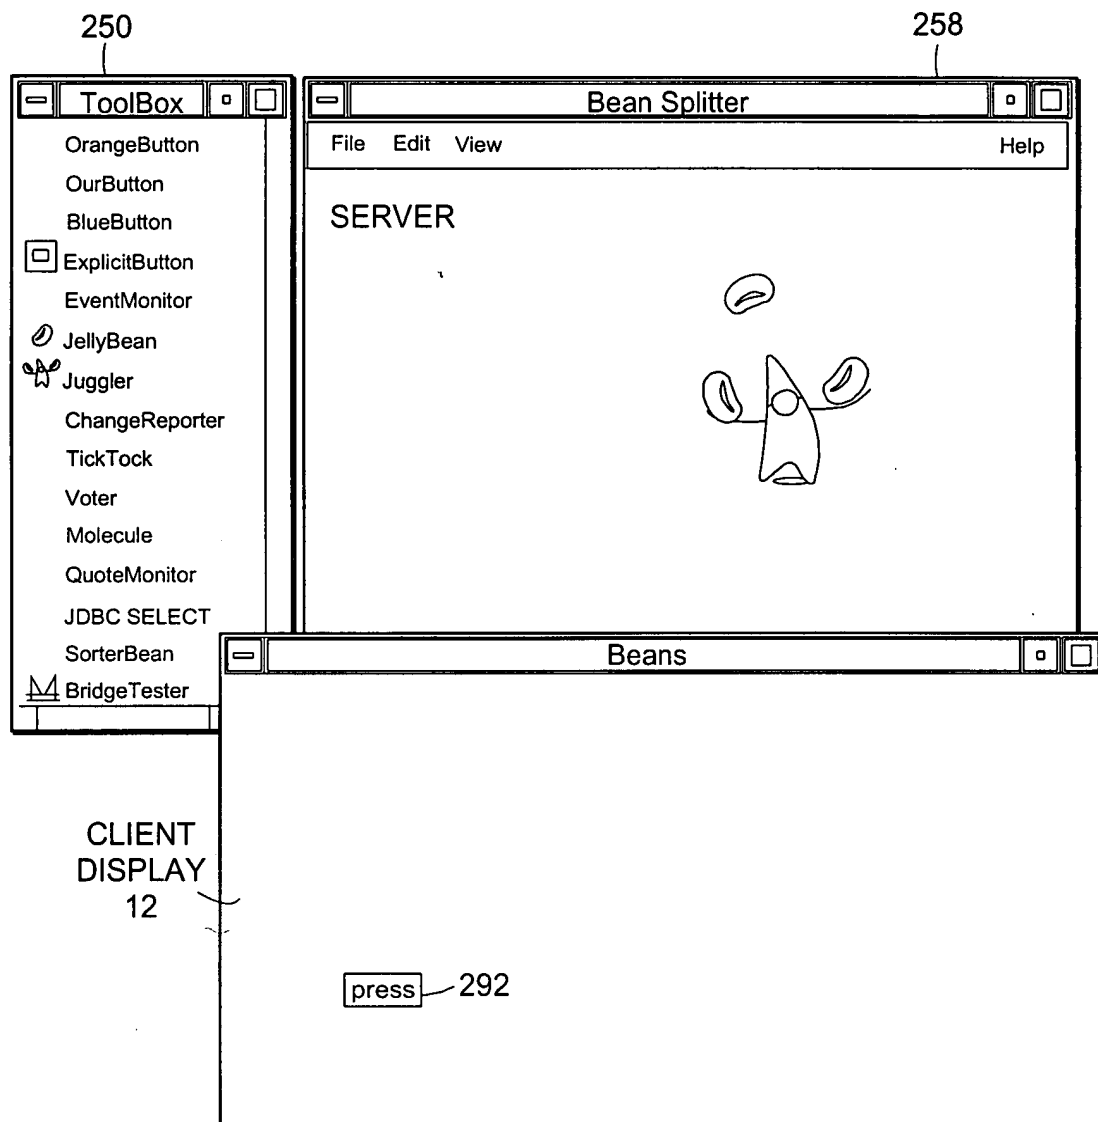 250
258
ToolBox
Bean Splitter
OrangeButton
OurButton
BlueButton
ExplicitButton
EventMonitor
JellyBean
Juggler
ChangeReporter
TickTock
Voter
Molecule
QuoteMonitor
JDBC SELECT
SorterBean
BridgeTester
File Edit View Help
SERVER
Beans
CLIENT
DISPLAY
12
press
292